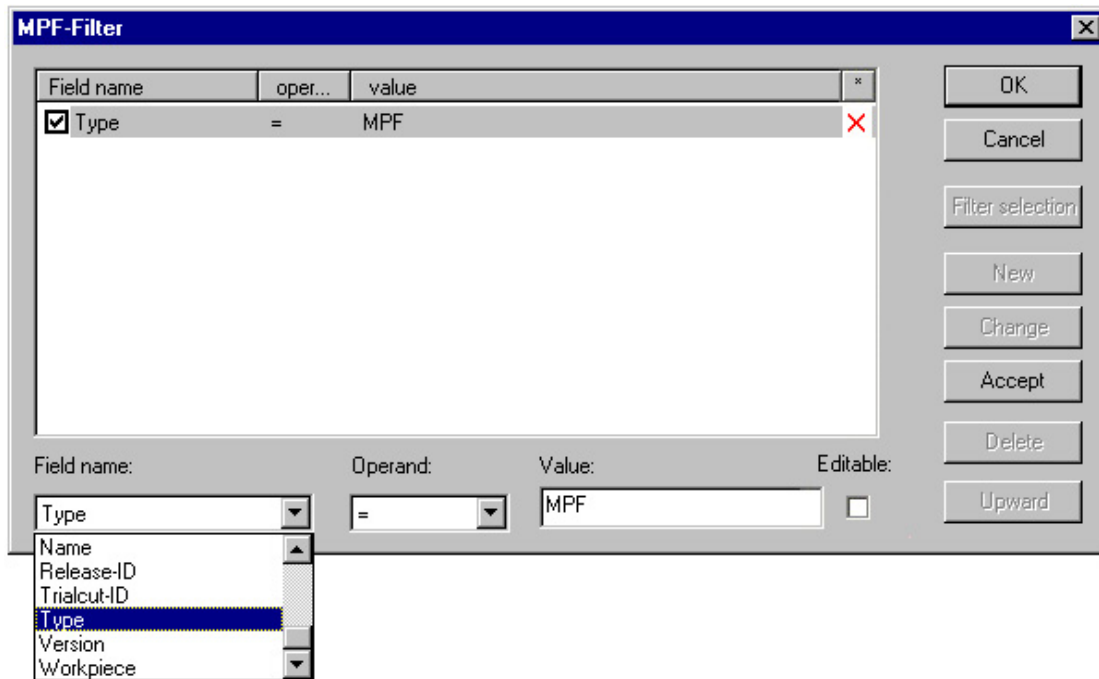 MPF-Filter
Field name oper... value *
Type = MPF
OK
Cancel
Filter selection
New
Change
Accept
Delete
Upward
Field name: Operand: Value: Editable:
Type = MPF
Name
Release-ID
Trialcut-ID
Type
Version
Workpiece